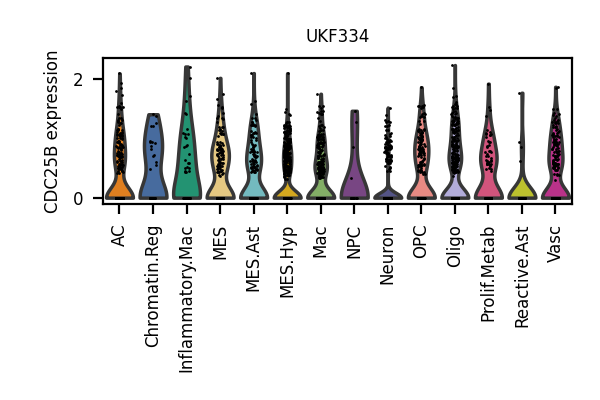 UKF334
CDC25B expression
2
0
AC
Chromatin.Reg
Inflammatory.Mac
MES
MES.Ast
MES.Hyp
Mac
NPC
Neuron
OPC
Oligo
Prolif.Metab
Reactive.Ast
Vasc